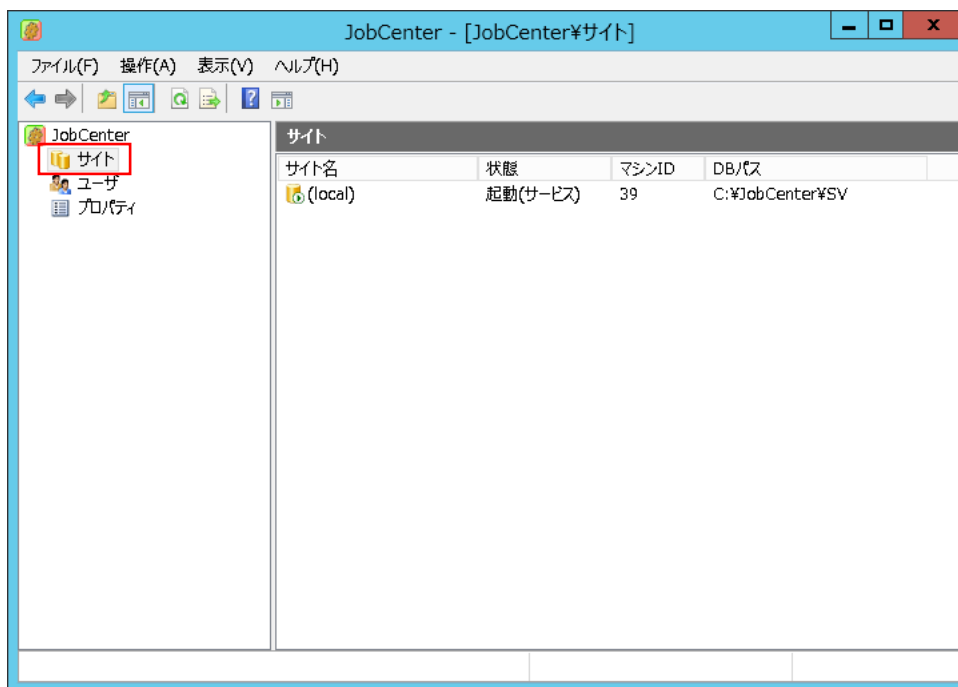 JobCenter - [JobCenter¥サイト]
ファイル(F) 操作(A) 表示(V) ヘルプ(H)
JobCenter
サイト
ユーザ
プロパティ
サイト
サイト名 状態 マシンID DBパス
(local) 起動(サービス) 39 C:¥JobCenter¥SV